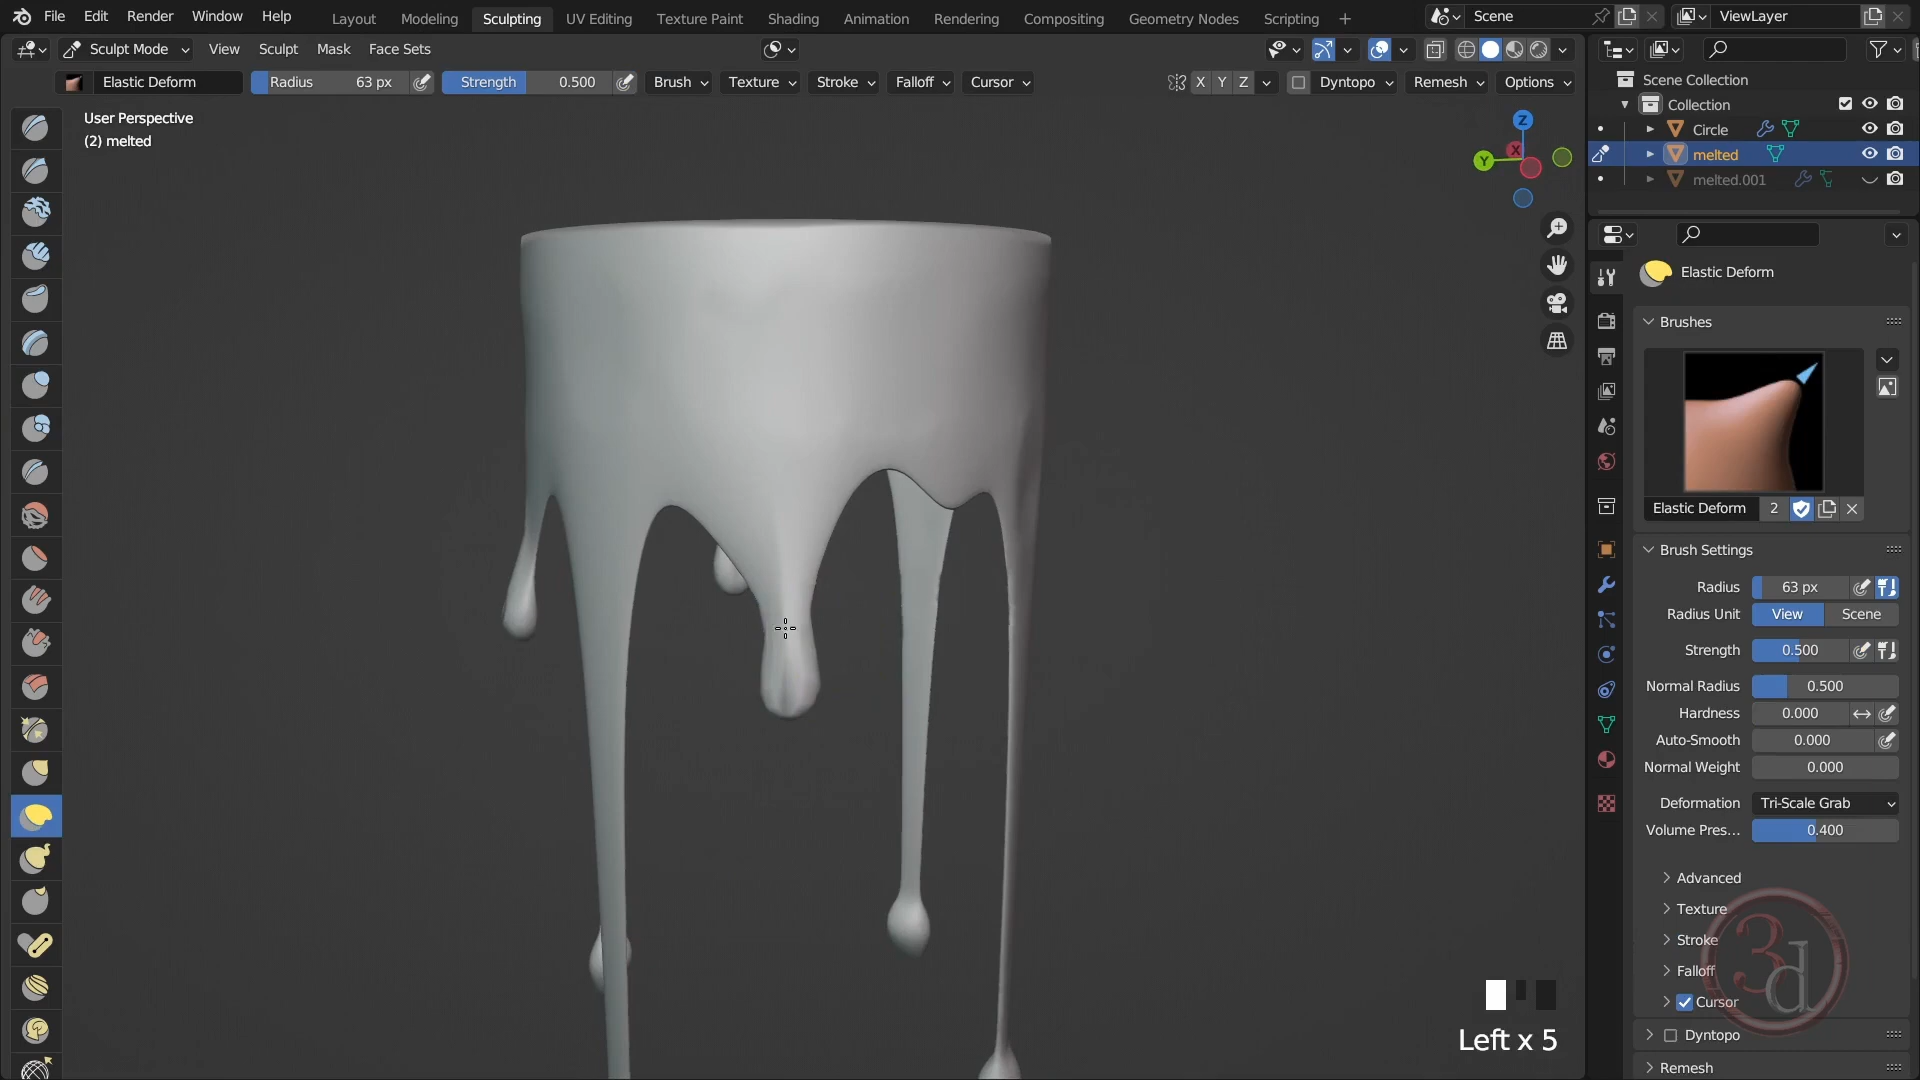 File Edit Render Window Help Layout Modeling Sculpting UV Editing Texture Paint Shading Animation Rendering Compositing Geometry Nodes Scripting + Scene ViewLayer
Sculpt Mode View Sculpt Mask Face Sets
Elastic Deform Radius 63 px Strength 0.500 Brush Texture Stroke Falloff Cursor X Y Z Dyntopo Remesh Options
User Perspective
(2) melted
Z
Y
X
Scene Collection
Collection
Circle
melted
melted.001
Elastic Deform
Brushes
Elastic Deform 2
Brush Settings
Radius 63 px
Radius Unit View Scene
Strength 0.500
Normal Radius 0.500
Hardness 0.000
Auto-Smooth 0.000
Normal Weight 0.000
Deformation Tri-Scale Grab
Volume Pres... 0.400
Advanced
Texture
Stroke
Falloff
Cursor
Dyntopo
Remesh
3d
Left x 5